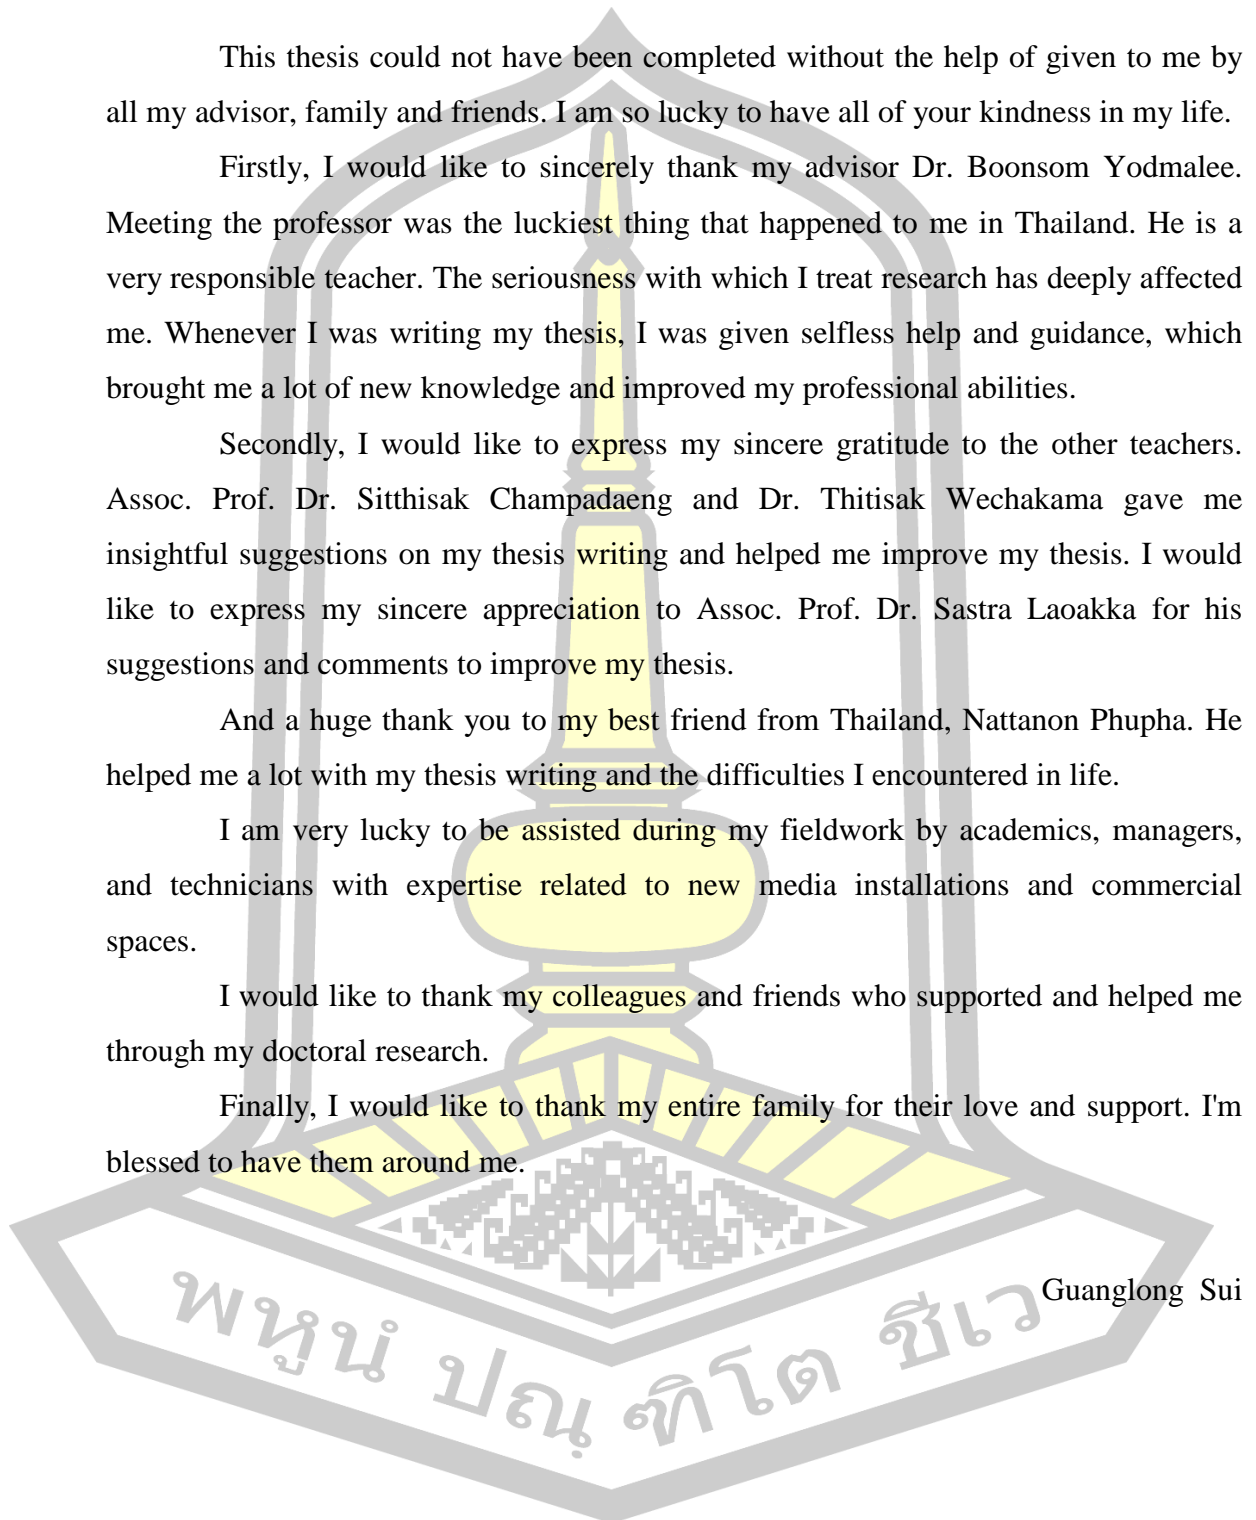 This thesis could not have been completed without the help of given to me by
all my advisor, family and friends. I am so lucky to have all of your kindness in my life.
Firstly, I would like to sincerely thank my advisor Dr. Boonsom Yodmalee.
Meeting the professor was the luckiest thing that happened to me in Thailand. He is a
very responsible teacher. The seriousness with which I treat research has deeply affected
me. Whenever I was writing my thesis, I was given selfless help and guidance, which
brought me a lot of new knowledge and improved my professional abilities.
Secondly, I would like to express my sincere gratitude to the other teachers.
Assoc. Prof. Dr. Sitthisak Champadaeng and Dr. Thitisak Wechakama gave me
insightful suggestions on my thesis writing and helped me improve my thesis. I would
like to express my sincere appreciation to Assoc. Prof. Dr. Sastra Laoakka for his
suggestions and comments to improve my thesis.
And a huge thank you to my best friend from Thailand, Nattanon Phupha. He
helped me a lot with my thesis writing and the difficulties I encountered in life.
I am very lucky to be assisted during my fieldwork by academics, managers,
and technicians with expertise related to new media installations and commercial
spaces.
I would like to thank my colleagues and friends who supported and helped me
through my doctoral research.
Finally, I would like to thank my entire family for their love and support. I'm
blessed to have them around me.
Guanglong Sui
พหูนํ ปณฺฑิโต ชีเว